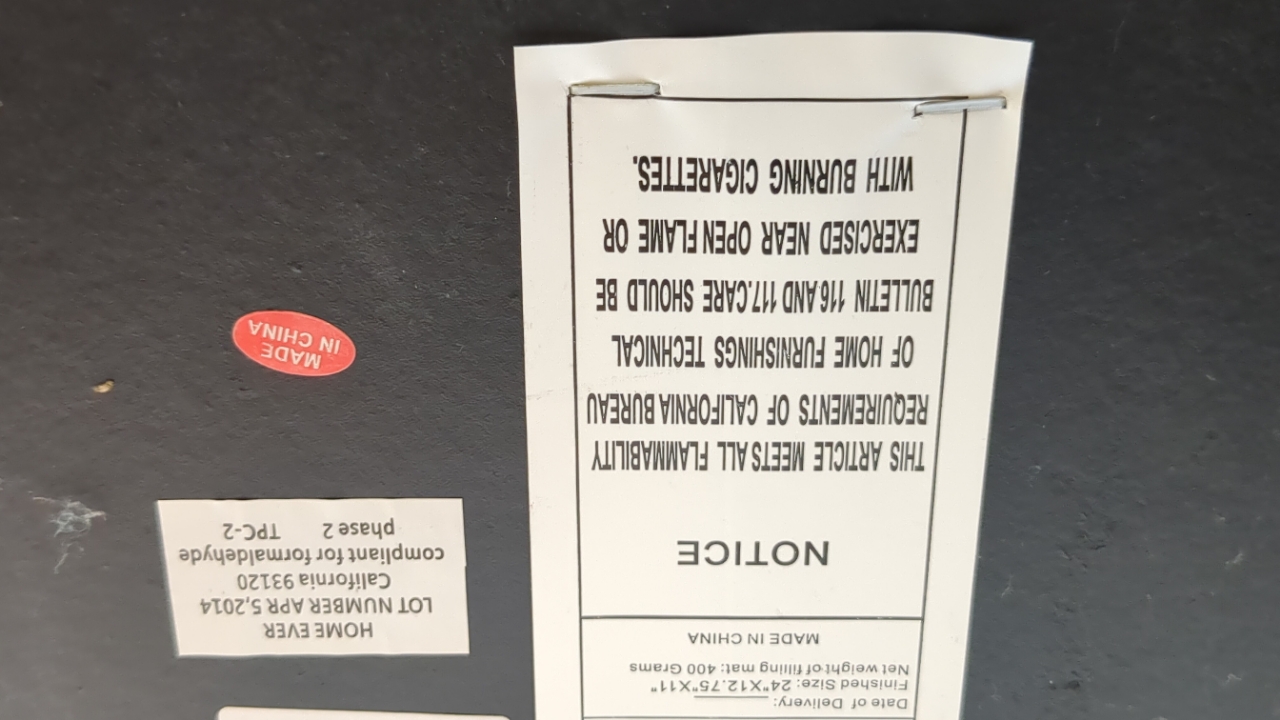 Date of Delivery:
Finished Size: 24"X12.75"X11"
Net weight of filling mat: 400 Grams
MADE IN CHINA
NOTICE
THIS ARTICLE MEETS ALL FLAMMABILITY
REQUIREMENTS OF CALIFORNIA BUREAU
OF HOME FURNISHINGS TECHNICAL
BULLETIN 116 AND 117.CARE SHOULD BE
EXERCISED NEAR OPEN FLAME OR
WITH BURNING CIGARETTES.
HOME EVER
LOT NUMBER APR 5,2014
California 93120
compliant for formaldehyde
phase 2 TPC-2
MADE
IN CHINA